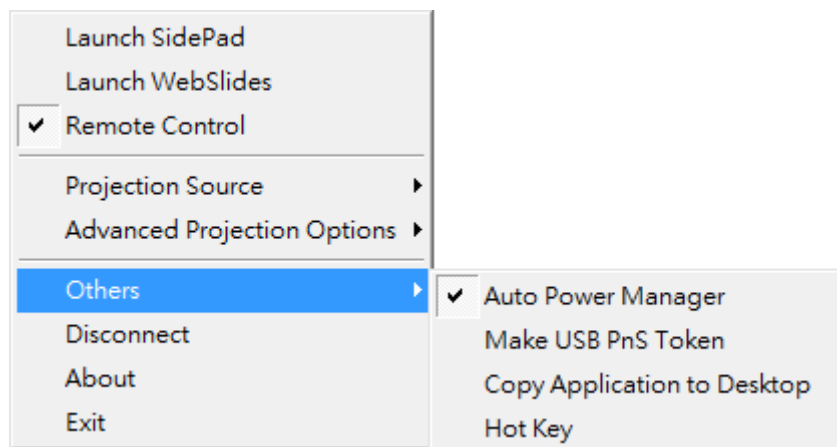 Launch SidePad
Launch WebSlides
Remote Control
Projection Source
Advanced Projection Options
Others
Disconnect
About
Exit
Auto Power Manager
Make USB PnS Token
Copy Application to Desktop
Hot Key